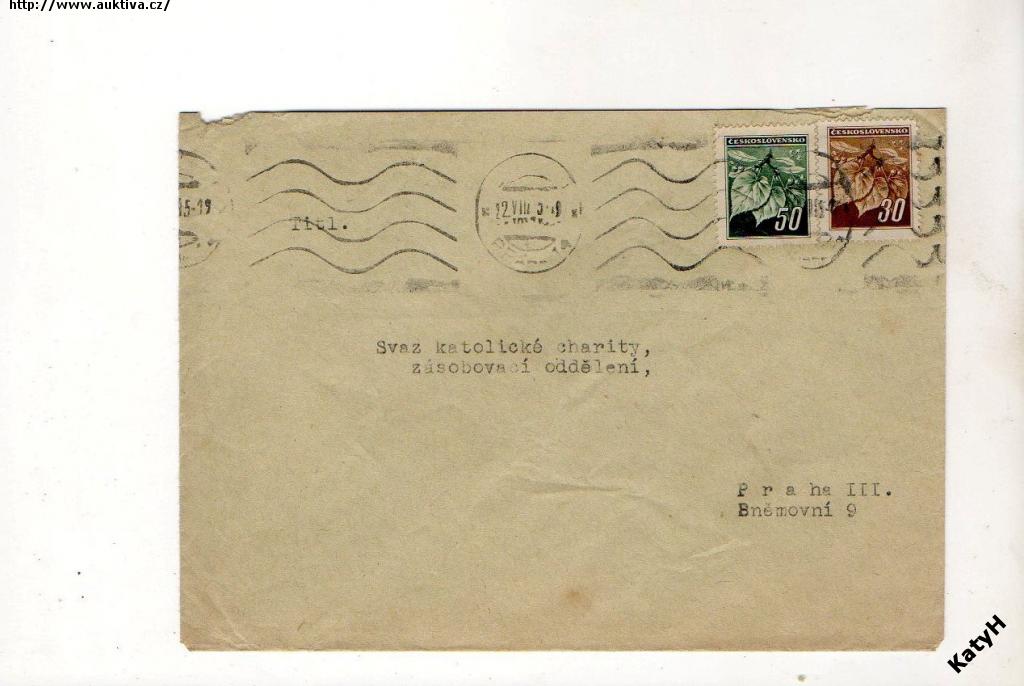 http://www.auktiva.cz/
ČESKOSLOVENSKO
50
ČESKOSLOVENSKO
30
Titl.
Svaz katolické charity,
zásobovací oddělení,
P r a ha III.
Bněmovní 9
KatyH